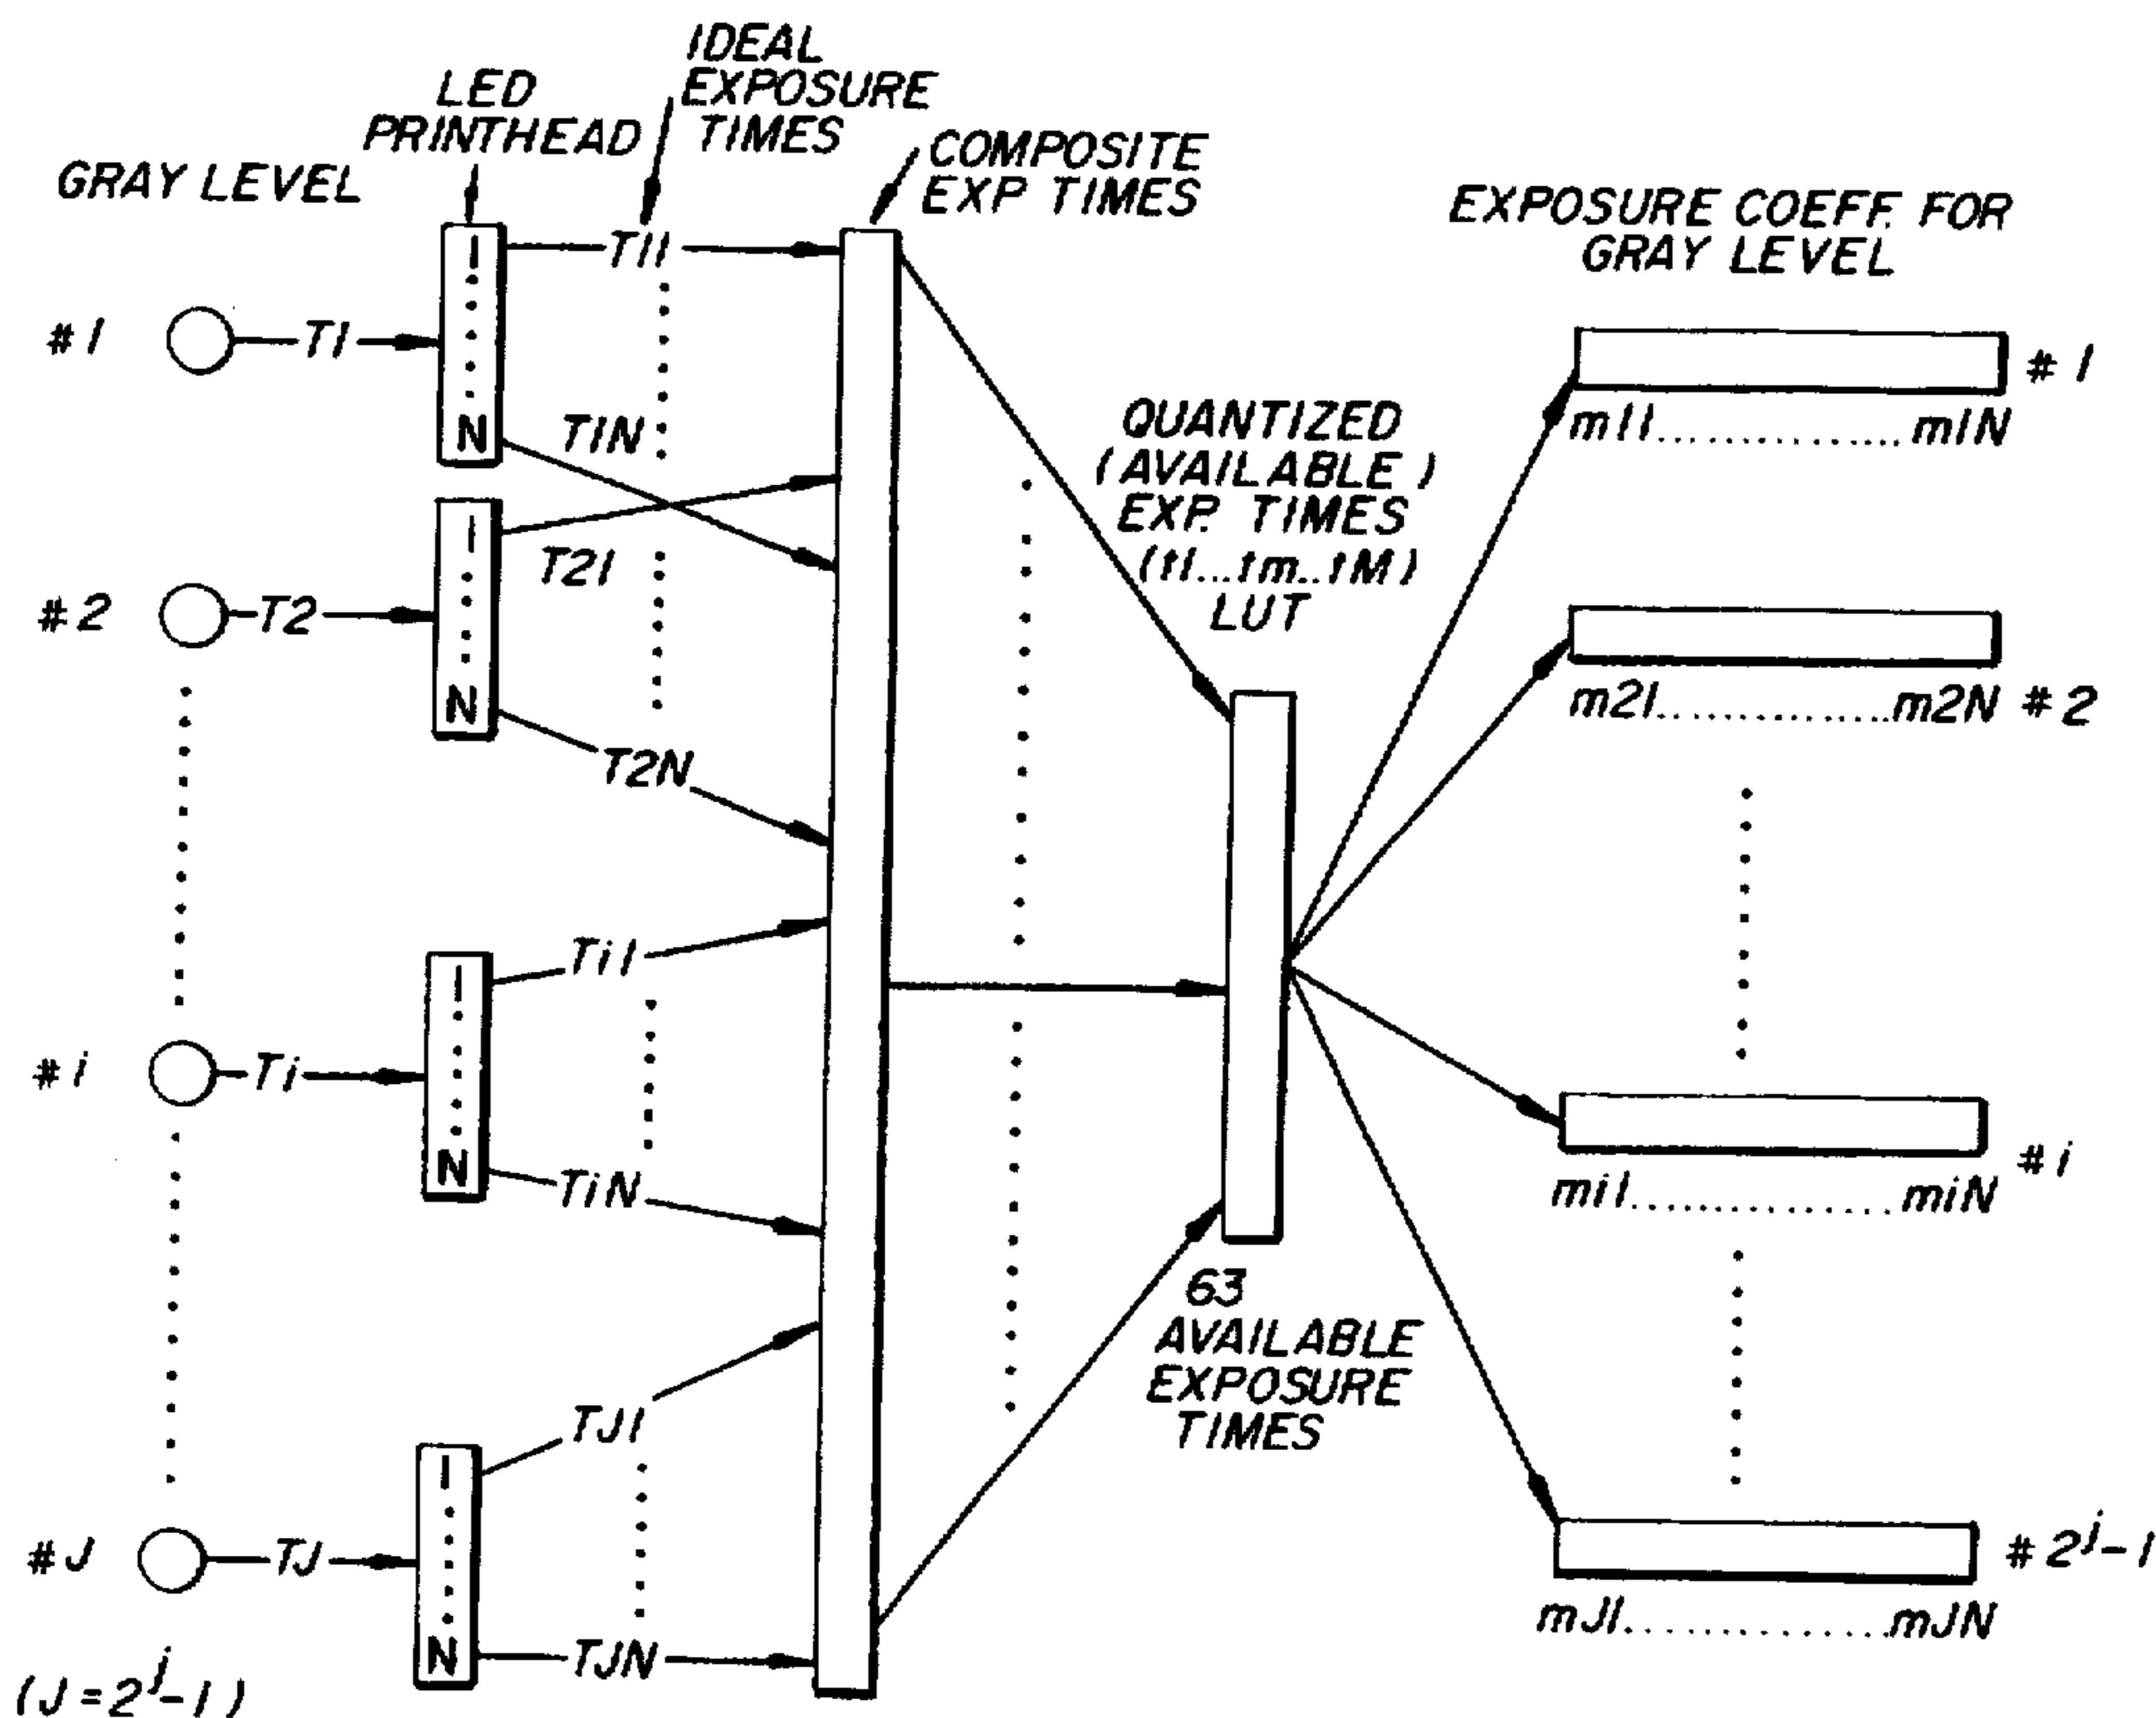 IDEAL
EXPOSURE
TIMES
LED
PRINTHEAD
COMPOSITE
EXP TIMES
GRAY LEVEL
EXPOSURE COEFF. FOR
GRAY LEVEL
T11
#1
T1
1
N
T1N
QUANTIZED
(AVAILABLE)
EXP. TIMES
(t1...tm..tM)
LUT
#1
m11................m1N
#2
T2
1
N
T21
T2N
m21................m2N #2
#i
Ti
1
N
Ti1
TiN
#i
mi1................miN
63
AVAILABLE
EXPOSURE
TIMES
#J
TJ
1
N
TJ1
TJN
#2^j-1
mJ1................mJN
(J=2^j-1)